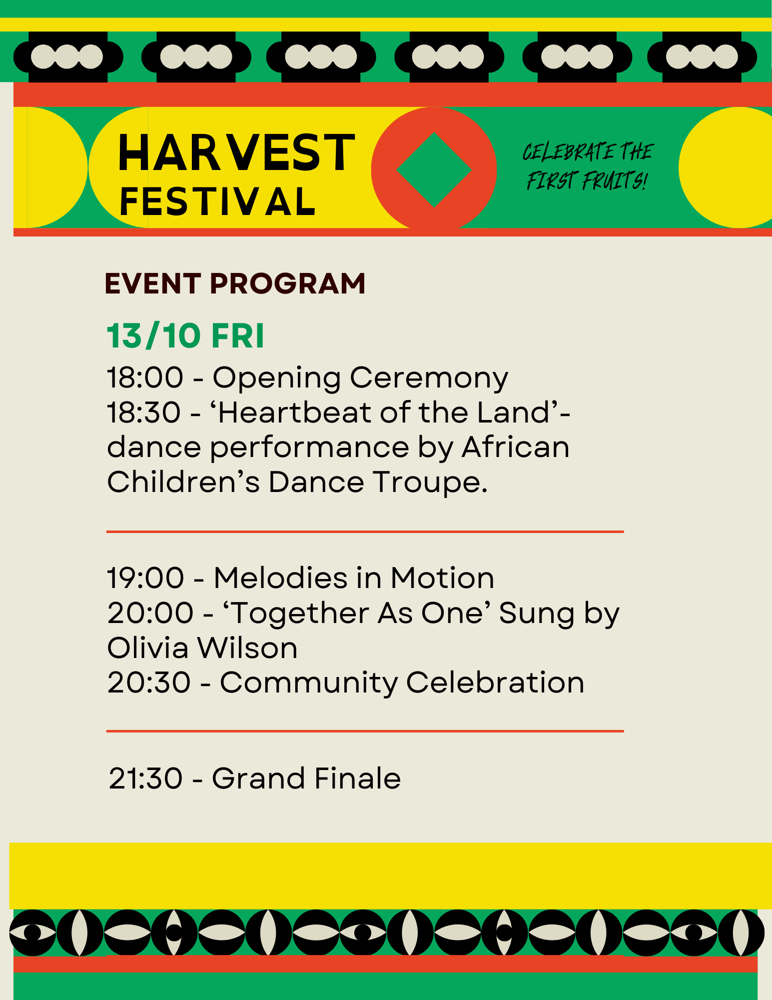 HARVEST
FESTIVAL
CELEBRATE THE
FIRST FRUITS!
EVENT PROGRAM
13/10 FRI
18:00 - Opening Ceremony
18:30 - ‘Heartbeat of the Land’-
dance performance by African
Children’s Dance Troupe.
19:00 - Melodies in Motion
20:00 - ‘Together As One’ Sung by
Olivia Wilson
20:30 - Community Celebration
21:30 - Grand Finale